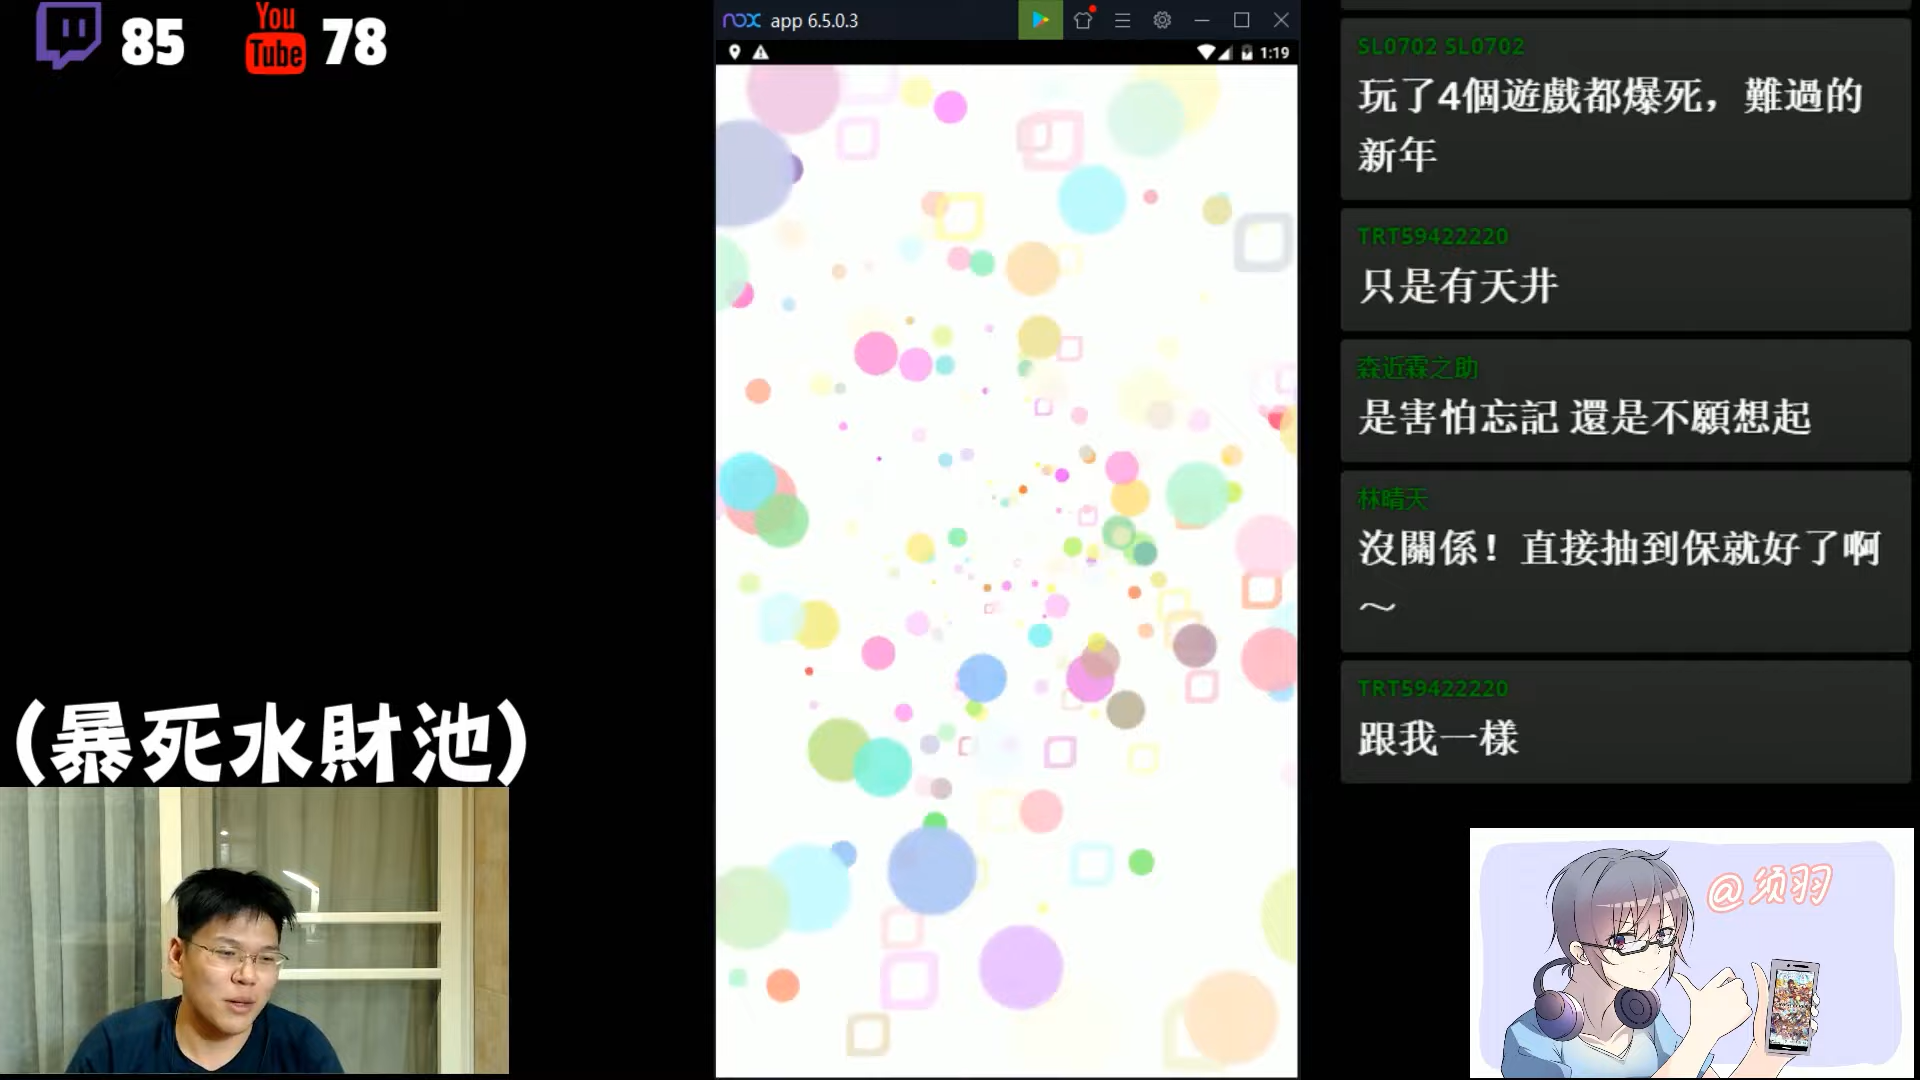 85
You
Tube
78
nox app 6.5.0.3
1:19
SL0702 SL0702
玩了4個遊戲都爆死，難過的
新年
TRT59422220
只是有天井
森近霖之助
是害怕忘記 還是不願想起
林晴天
沒關係！直接抽到保就好了啊
～
TRT59422220
跟我一樣
(暴死水財池)
@须羽